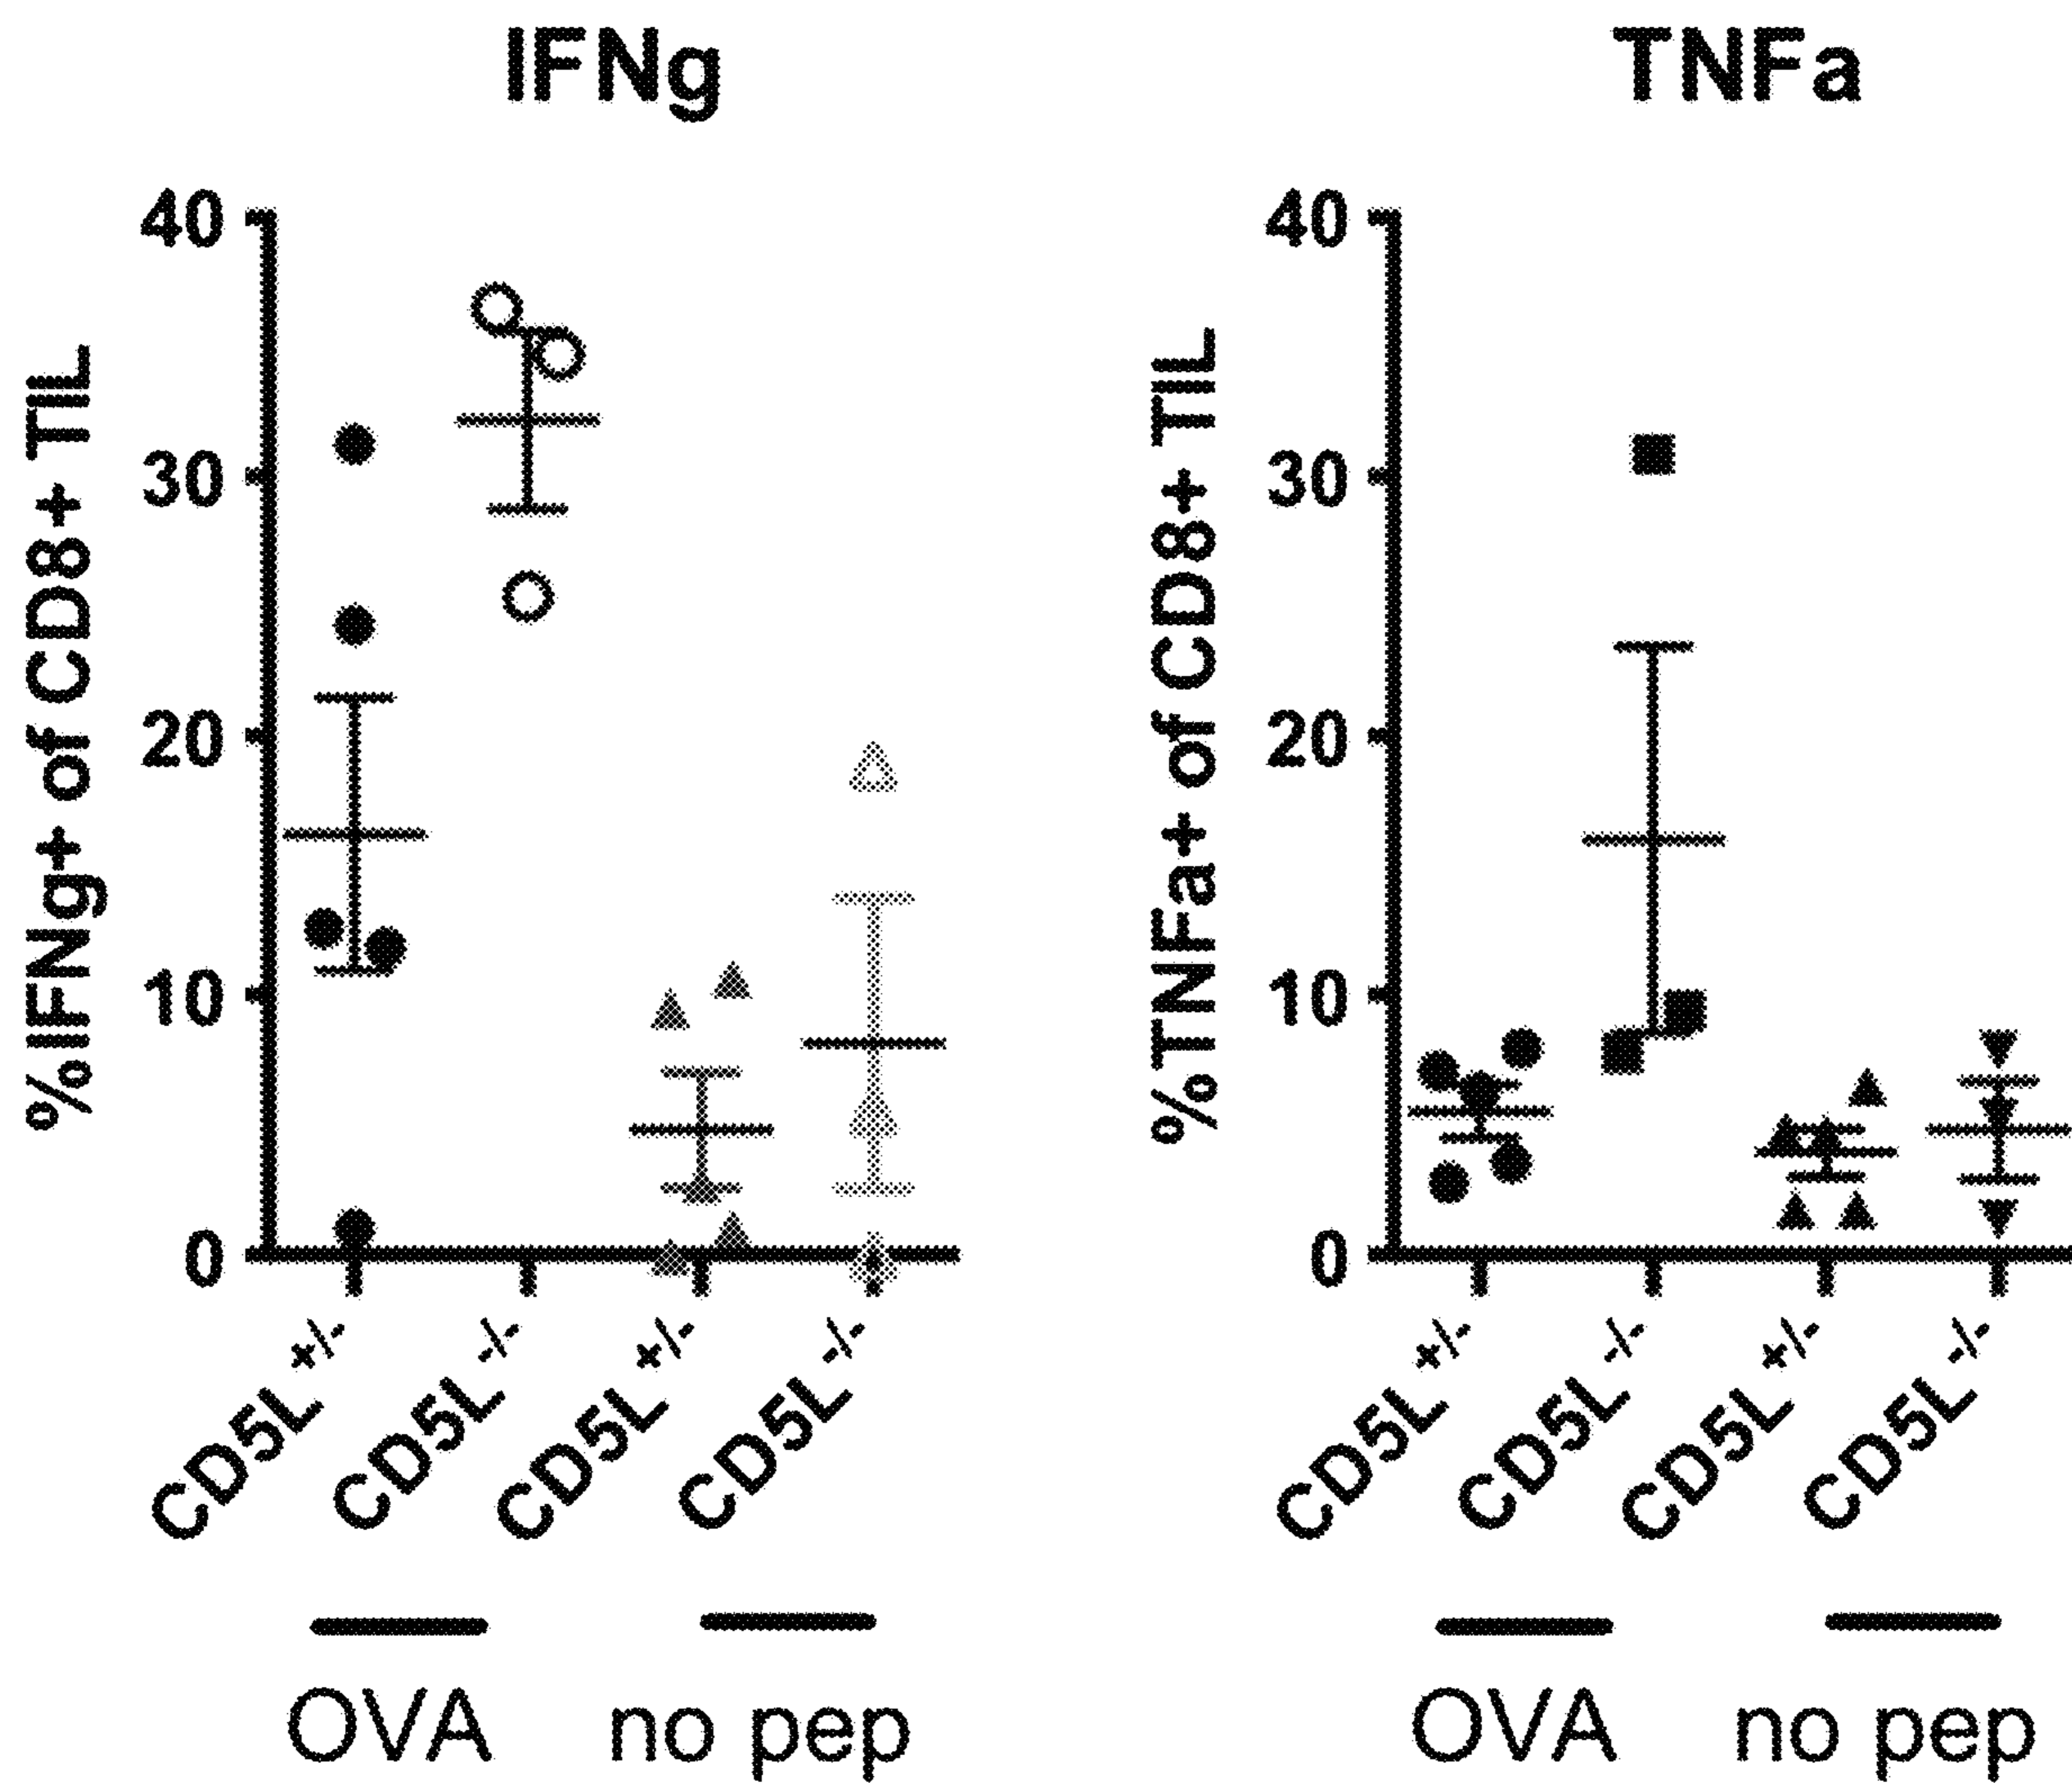 IFNg
%IFNg+ of CD8+ TIL
40
30
20
10
0
CD5L +/-
CD5L -/-
CD5L +/-
CD5L -/-
OVA
no pep
TNFa
%TNFa+ of CD8+ TIL
40
30
20
10
0
CD5L +/-
CD5L -/-
CD5L +/-
CD5L -/-
OVA
no pep